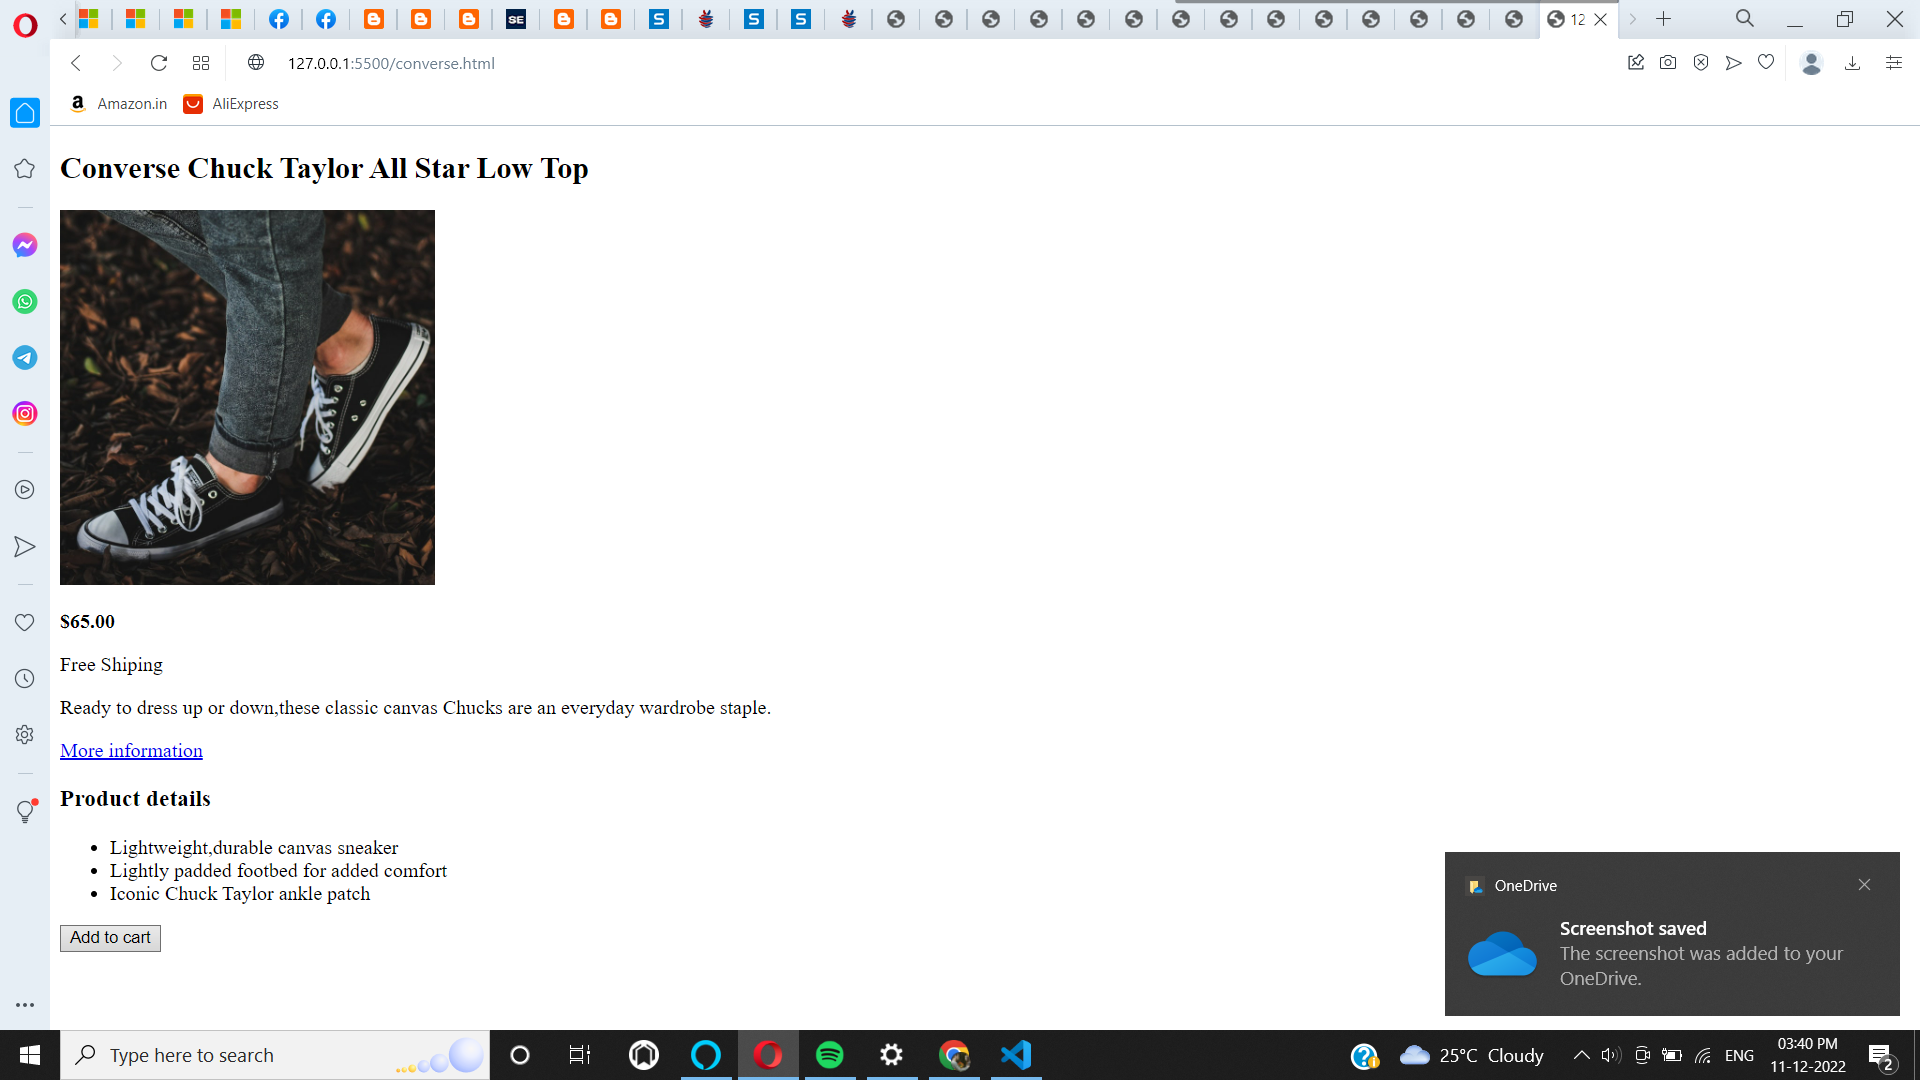 12
127.0.0.1:5500/converse.html
Amazon.in AliExpress
Converse Chuck Taylor All Star Low Top
$65.00
Free Shiping
Ready to dress up or down,these classic canvas Chucks are an everyday wardrobe staple.
More information
Product details
Lightweight,durable canvas sneaker
Lightly padded footbed for added comfort
Iconic Chuck Taylor ankle patch
Add to cart
OneDrive
Screenshot saved
The screenshot was added to your
OneDrive.
Type here to search
25°C Cloudy
ENG
03:40 PM
11-12-2022
2